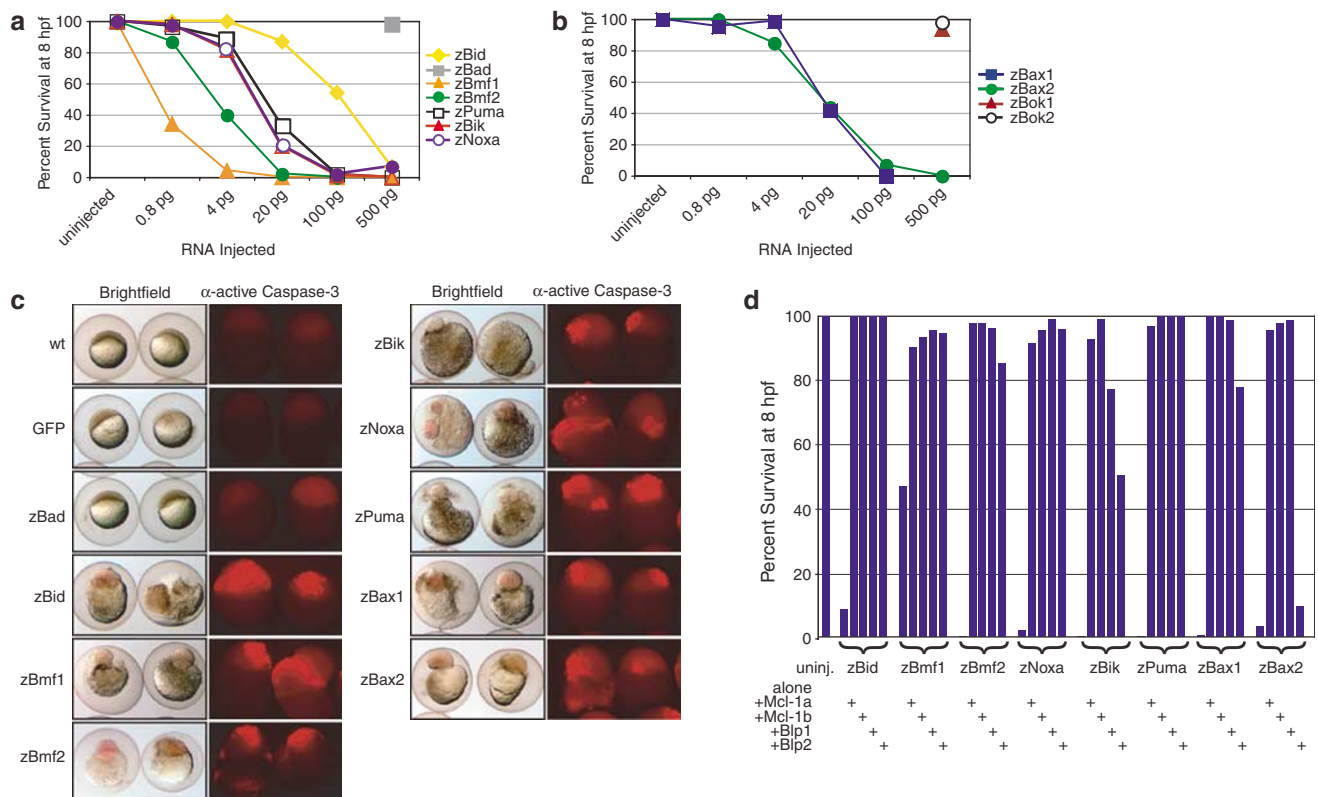 a
Percent Survival at 8 hpf
100
80
60
40
20
0
uninjected
0.8 pg
4 pg
20 pg
100 pg
500 pg
RNA Injected
zBid
zBad
zBmf1
zBmf2
zPuma
zBik
zNoxa
b
Percent Survival at 8 hpf
100
80
60
40
20
0
uninjected
0.8 pg
4 pg
20 pg
100 pg
500 pg
RNA Injected
zBax1
zBax2
zBok1
zBok2
c
Brightfield α-active Caspase-3
wt
GFP
zBad
zBid
zBmf1
zBmf2
Brightfield α-active Caspase-3
zBik
zNoxa
zPuma
zBax1
zBax2
d
Percent Survival at 8 hpf
100
80
60
40
20
0
uninj. zBid zBmf1 zBmf2 zNoxa zBik zPuma zBax1 zBax2
alone
+Mcl-1a + + + + + + + +
+Mcl-1b + + + + + + + +
+Blp1 + + + + + + + +
+Blp2 + + + + + + + +